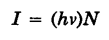 I = (hν)N